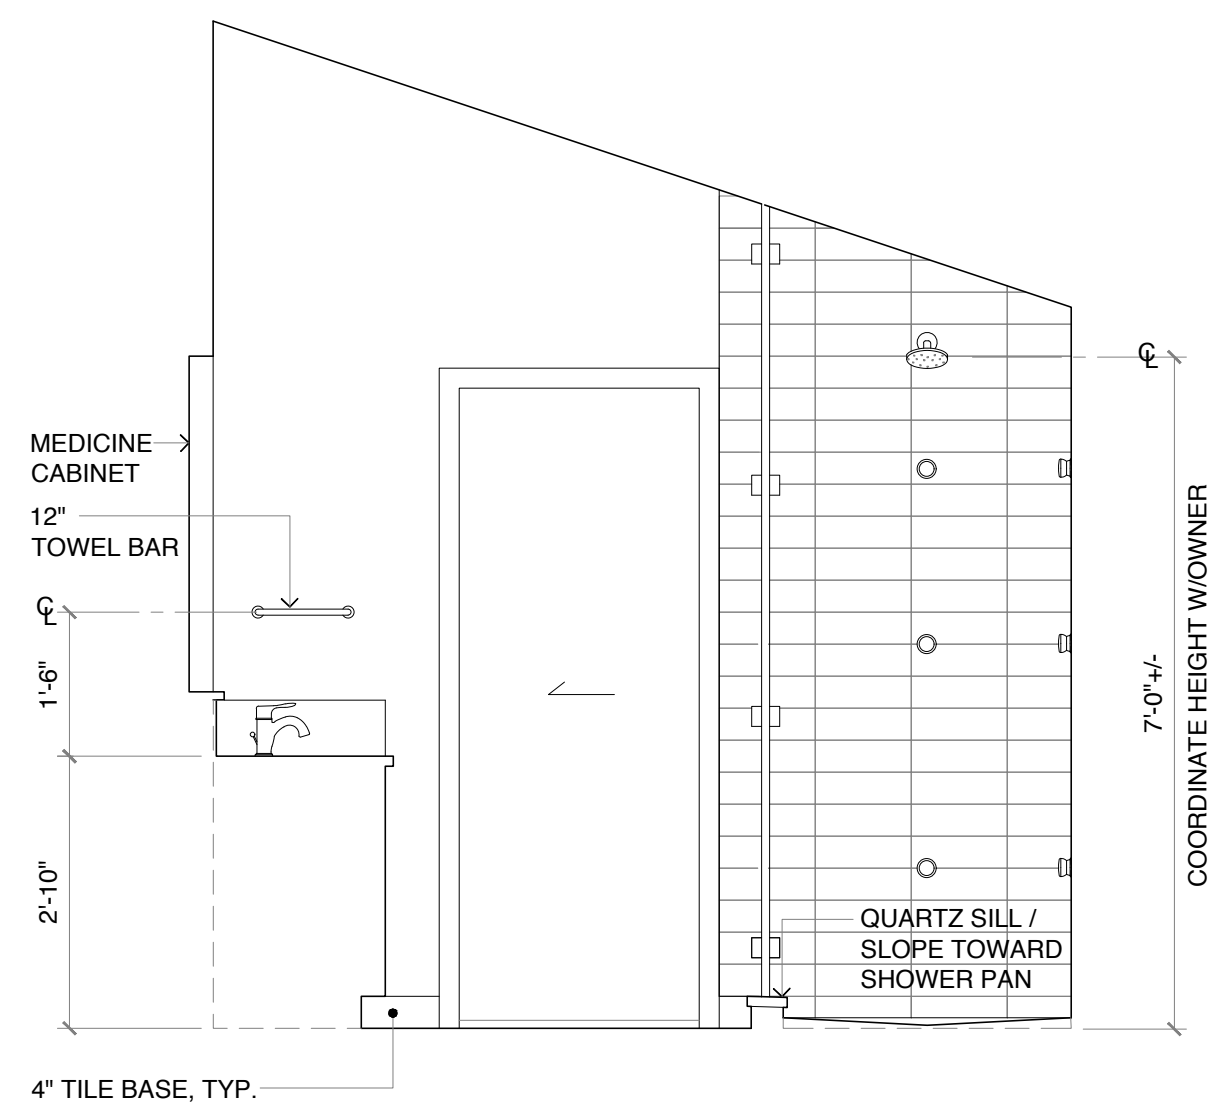 MEDICINE
CABINET
12"
TOWEL BAR
℄
1'-6"
2'-10"
4" TILE BASE, TYP.
QUARTZ SILL /
SLOPE TOWARD
SHOWER PAN
℄
7'-0"+/-
COORDINATE HEIGHT W/OWNER